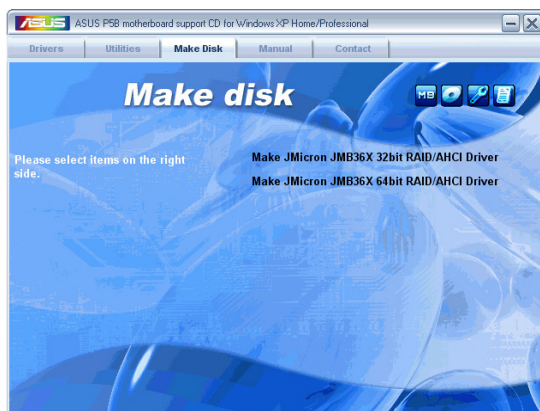 ASUS ASUS P5B motherboard support CD for Windows XP Home/Professional
Drivers Utilities Make Disk Manual Contact
Make disk
MB
Please select items on the right
side.
Make JMicron JMB36X 32bit RAID/AHCI Driver
Make JMicron JMB36X 64bit RAID/AHCI Driver